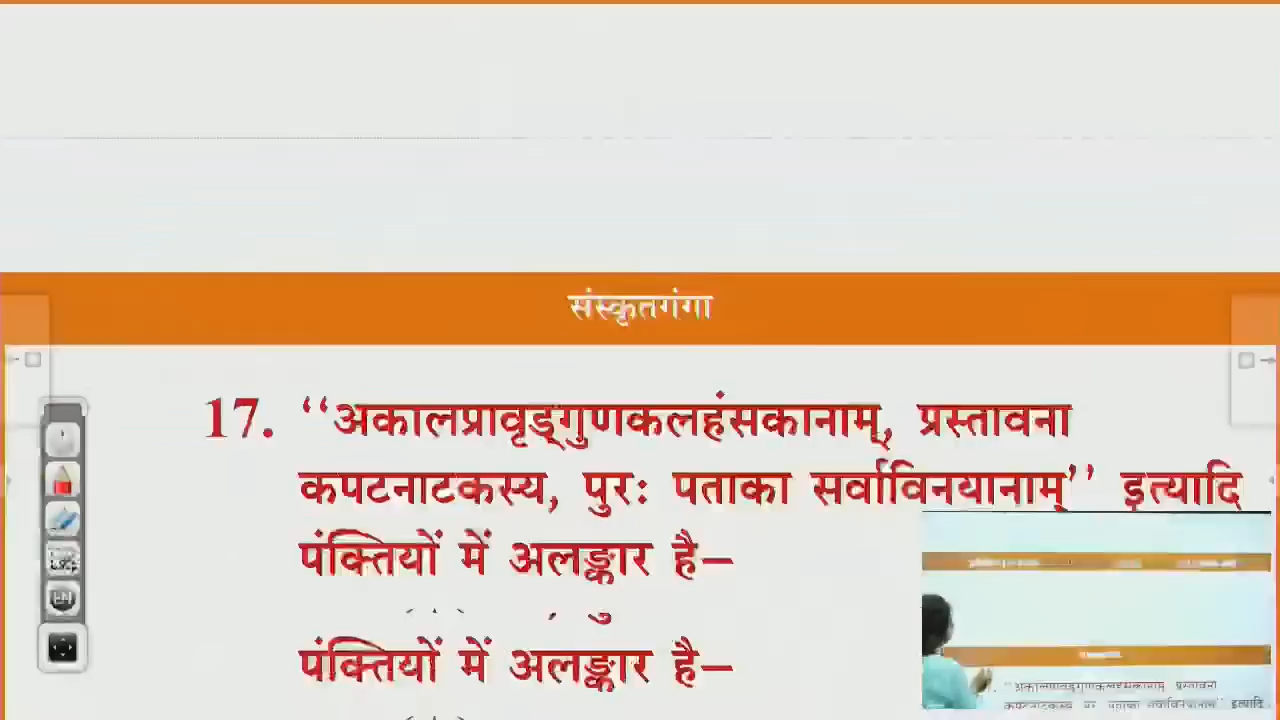 संस्कृतगंगा
17. ‘‘अकालप्रावृड्गुणकलहंसकानाम्, प्रस्तावना
कपटनाटकस्य, पुरः पताका सर्वाविनयानाम्’’ इत्यादि
पंक्तियों में अलङ्कार है–
पंक्तियों में अलङ्कार है–